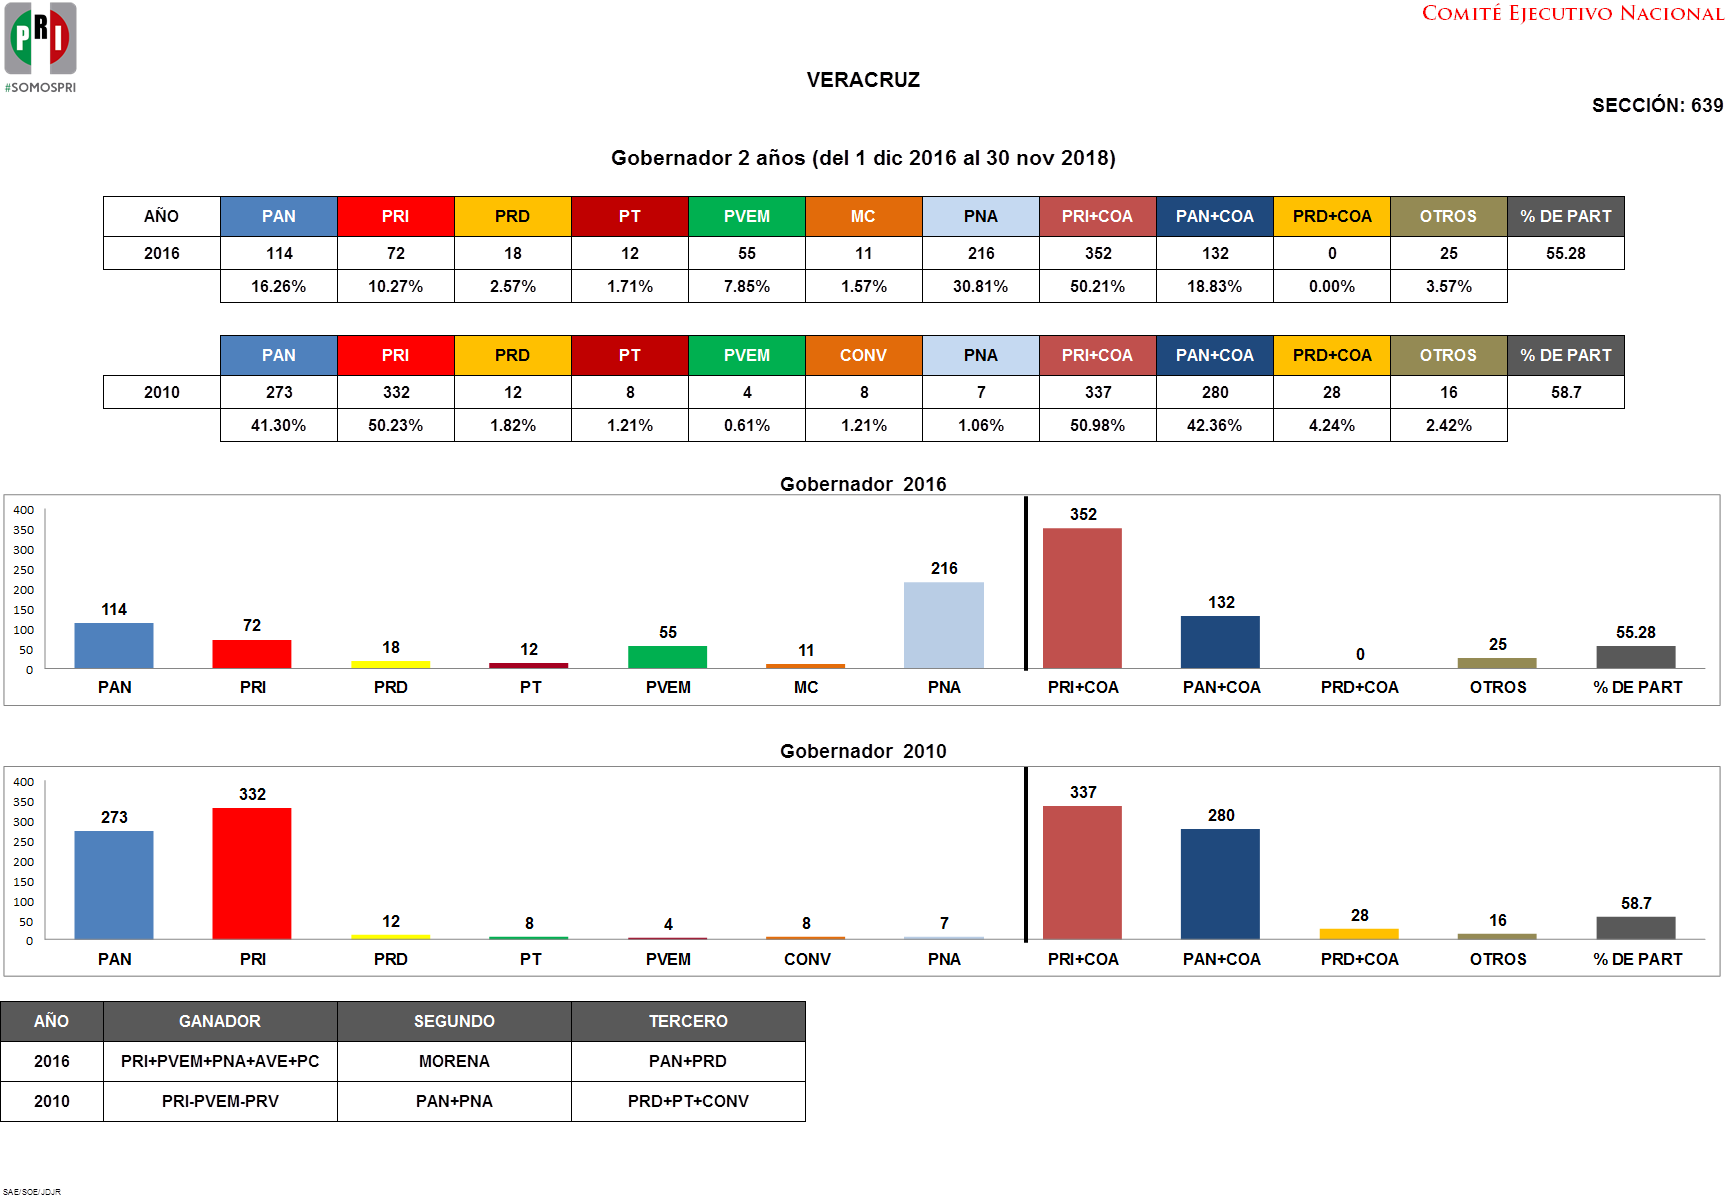 COMITÉ EJECUTIVO NACIONAL
PRI
#SOMOSPRI
VERACRUZ
SECCIÓN: 639
Gobernador 2 años (del 1 dic 2016 al 30 nov 2018)
AÑO PAN PRI PRD PT PVEM MC PNA PRI+COA PAN+COA PRD+COA OTROS % DE PART
2016 114 72 18 12 55 11 216 352 132 0 25 55.28
16.26% 10.27% 2.57% 1.71% 7.85% 1.57% 30.81% 50.21% 18.83% 0.00% 3.57%
PAN PRI PRD PT PVEM CONV PNA PRI+COA PAN+COA PRD+COA OTROS % DE PART
2010 273 332 12 8 4 8 7 337 280 28 16 58.7
41.30% 50.23% 1.82% 1.21% 0.61% 1.21% 1.06% 50.98% 42.36% 4.24% 2.42%
Gobernador 2016
400
350
300
250
200
150
100
50
0
114 72 18 12 55 11 216 352 132 0 25 55.28
PAN PRI PRD PT PVEM MC PNA PRI+COA PAN+COA PRD+COA OTROS % DE PART
Gobernador 2010
400
350
300
250
200
150
100
50
0
273 332 12 8 4 8 7 337 280 28 16 58.7
PAN PRI PRD PT PVEM CONV PNA PRI+COA PAN+COA PRD+COA OTROS % DE PART
AÑO GANADOR SEGUNDO TERCERO
2016 PRI+PVEM+PNA+AVE+PC MORENA PAN+PRD
2010 PRI-PVEM-PRV PAN+PNA PRD+PT+CONV
SAE/SOE/JDJR